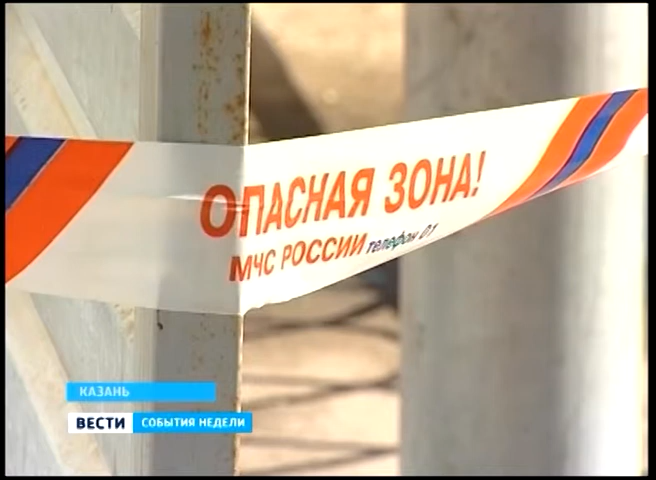 ОПАСНАЯ ЗОНА!
МЧС РОССИИ телефон 01
КАЗАНЬ
ВЕСТИ СОБЫТИЯ НЕДЕЛИ